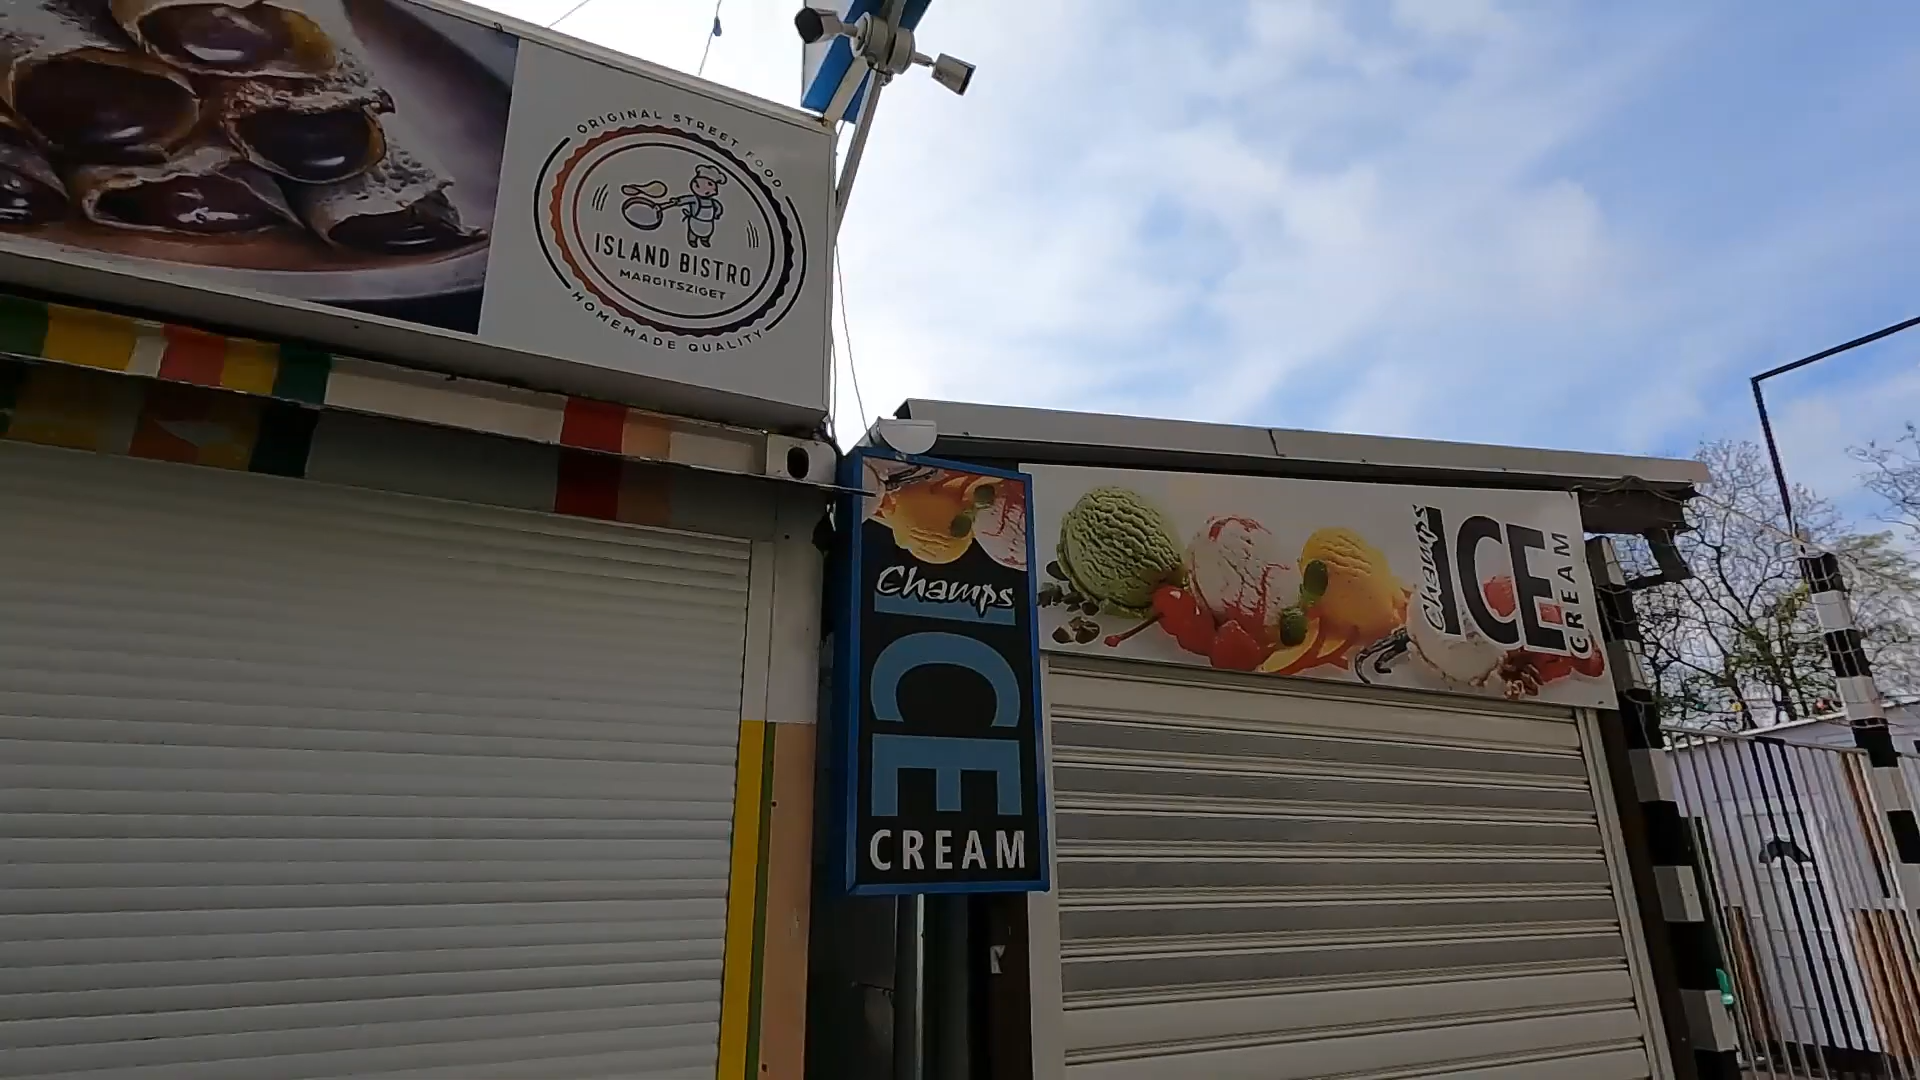 ORIGINAL STREET FOOD
ISLAND BISTRO
MARGITSZIGET
HOMEMADE QUALITY
Champs
ICE
CREAM
Champs
ICE
CREAM